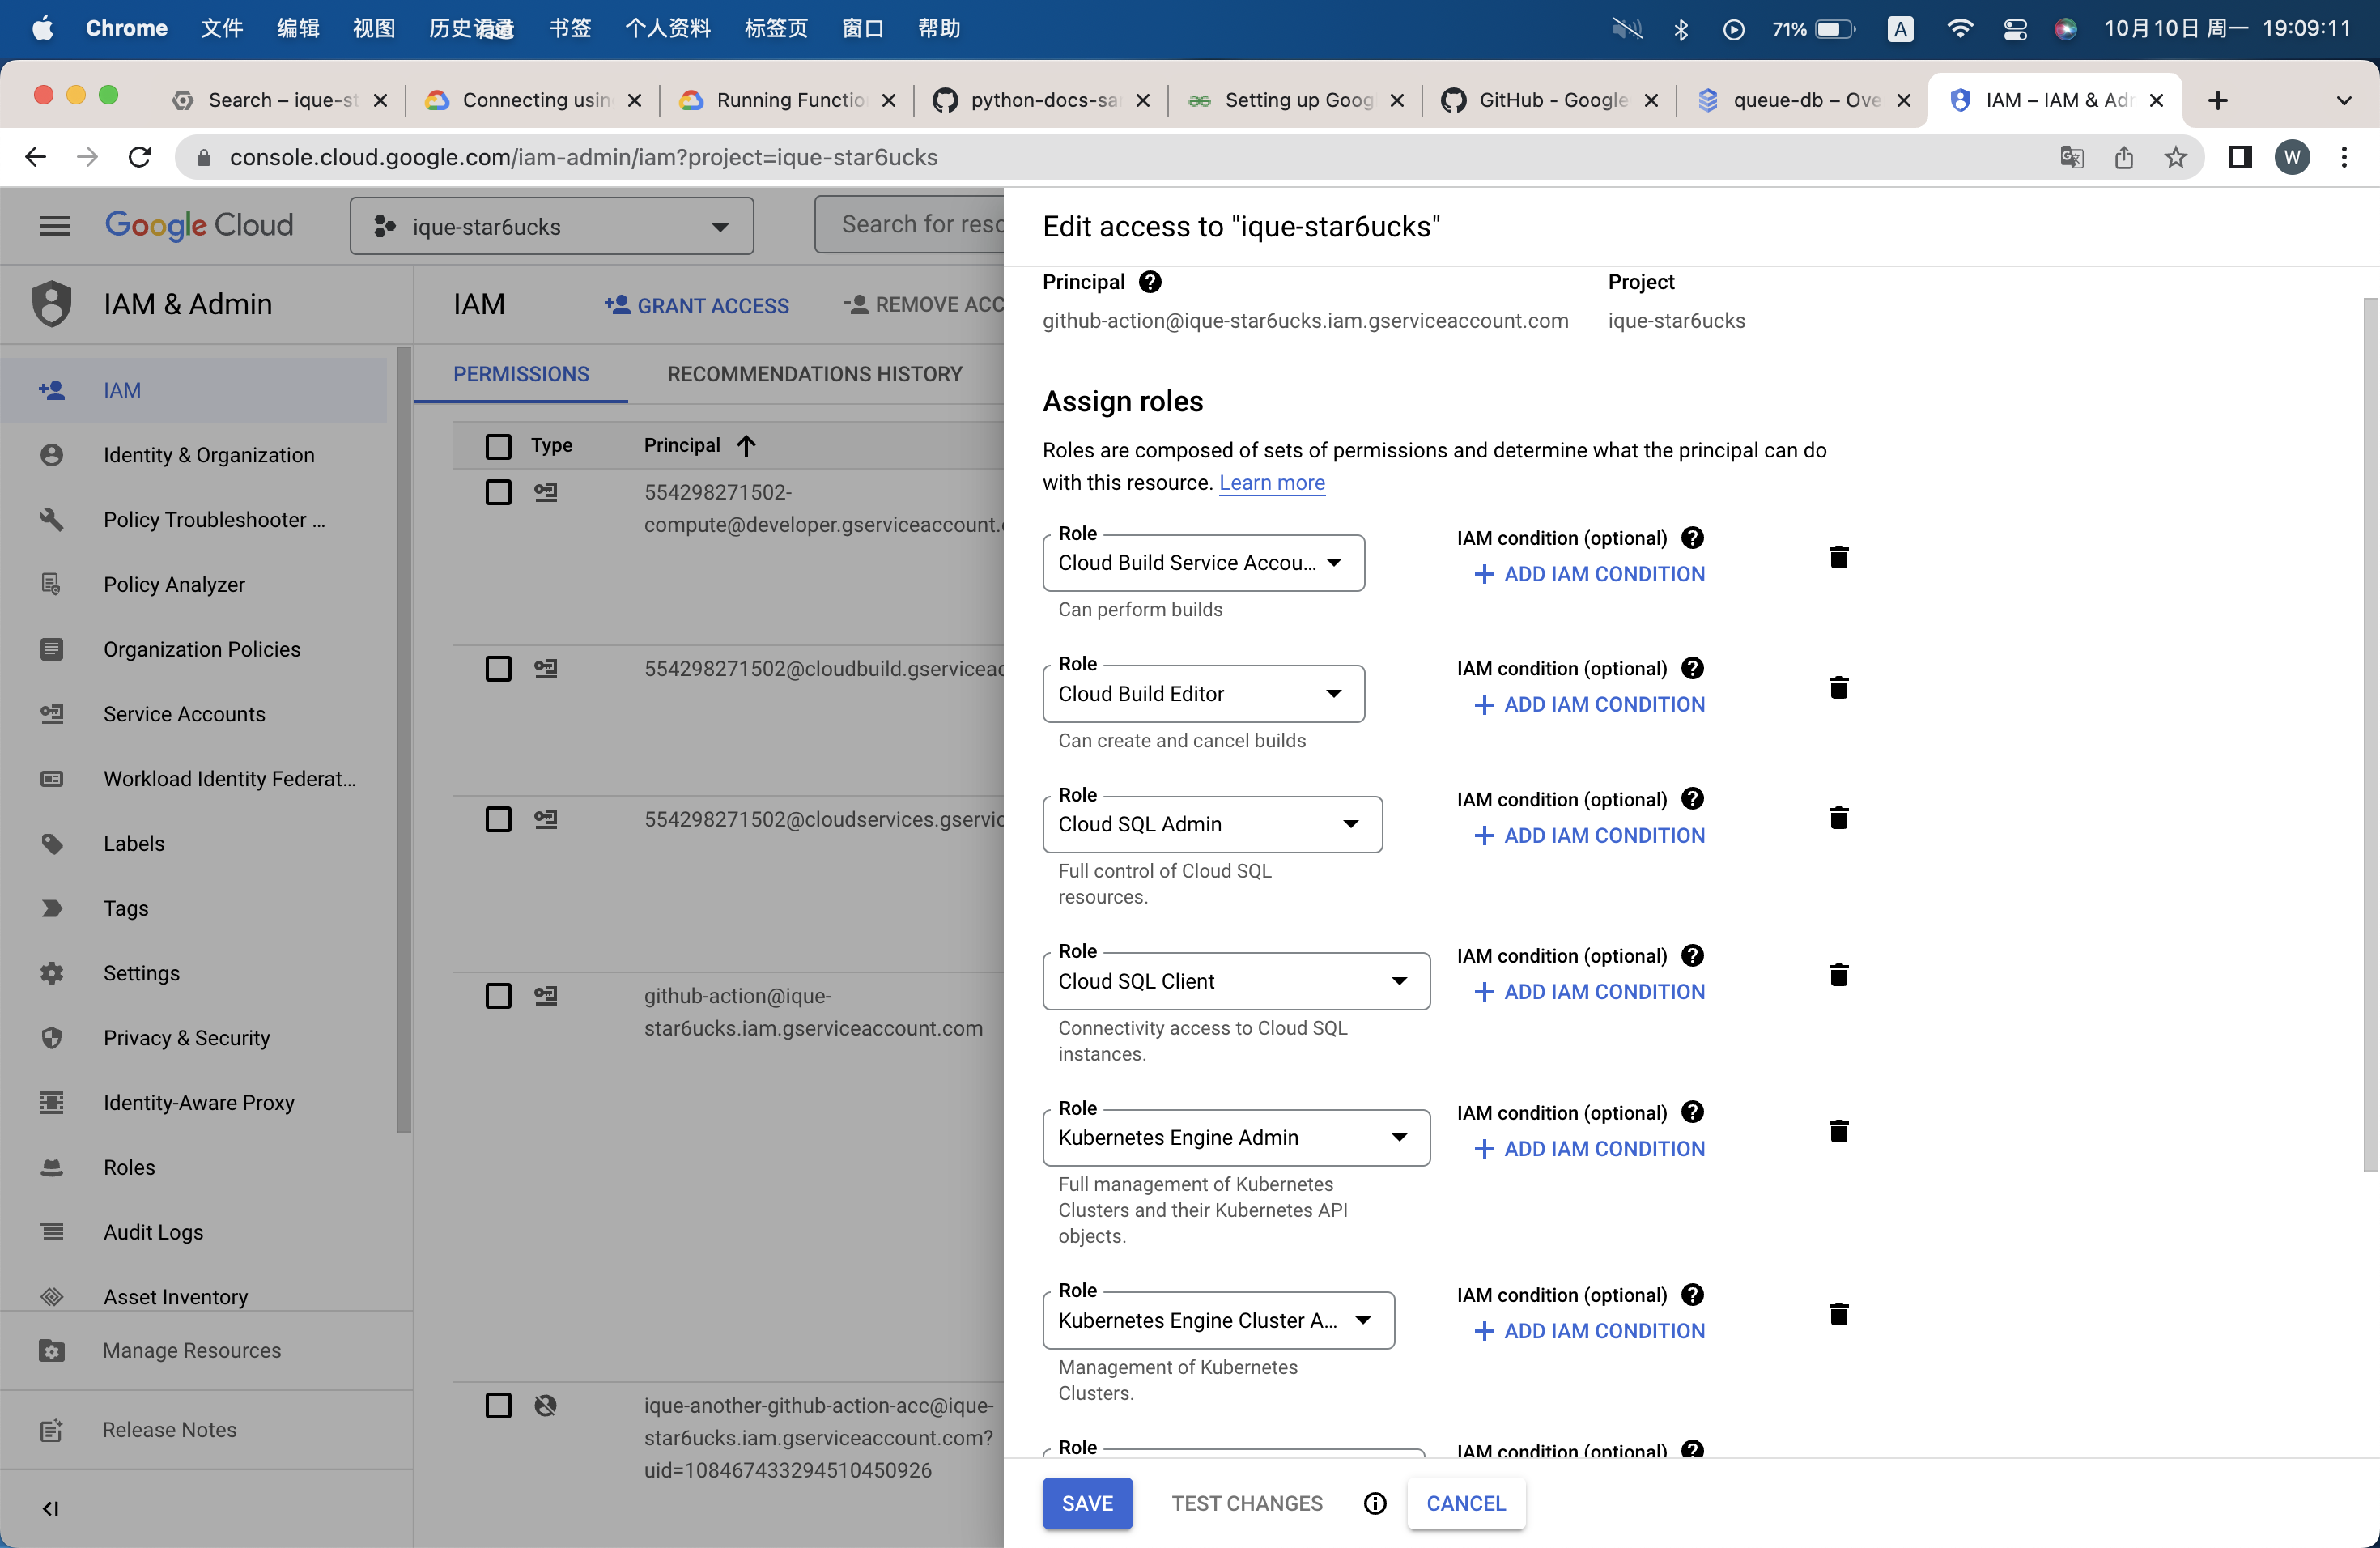 Chrome 文件 编辑 视图 历史记录 书签 个人资料 标签页 窗口 帮助 71% A 10月10日 周一 19:09:11
Search – ique-st Connecting usin Running Functio python-docs-sa Setting up Goog GitHub - Google queue-db – Ove IAM – IAM & Adr
console.cloud.google.com/iam-admin/iam?project=ique-star6ucks W
Google Cloud ique-star6ucks Search for reso
IAM & Admin
IAM
Identity & Organization
Policy Troubleshooter ...
Policy Analyzer
Organization Policies
Service Accounts
Workload Identity Federat...
Labels
Tags
Settings
Privacy & Security
Identity-Aware Proxy
Roles
Audit Logs
Asset Inventory
Manage Resources
Release Notes
IAM GRANT ACCESS REMOVE ACC
PERMISSIONS RECOMMENDATIONS HISTORY
Type Principal
554298271502-
compute@developer.gserviceaccount.
554298271502@cloudbuild.gserviceac
554298271502@cloudservices.gservic
github-action@ique-
star6ucks.iam.gserviceaccount.com
ique-another-github-action-acc@ique-
star6ucks.iam.gserviceaccount.com?
uid=108467433294510450926
Edit access to "ique-star6ucks"
Principal Project
github-action@ique-star6ucks.iam.gserviceaccount.com ique-star6ucks
Assign roles
Roles are composed of sets of permissions and determine what the principal can do
with this resource. Learn more
Role IAM condition (optional)
Cloud Build Service Accou... ADD IAM CONDITION
Can perform builds
Role IAM condition (optional)
Cloud Build Editor ADD IAM CONDITION
Can create and cancel builds
Role IAM condition (optional)
Cloud SQL Admin ADD IAM CONDITION
Full control of Cloud SQL
resources.
Role IAM condition (optional)
Cloud SQL Client ADD IAM CONDITION
Connectivity access to Cloud SQL
instances.
Role IAM condition (optional)
Kubernetes Engine Admin ADD IAM CONDITION
Full management of Kubernetes
Clusters and their Kubernetes API
objects.
Role IAM condition (optional)
Kubernetes Engine Cluster A... ADD IAM CONDITION
Management of Kubernetes
Clusters.
Role IAM condition (optional)
SAVE TEST CHANGES CANCEL